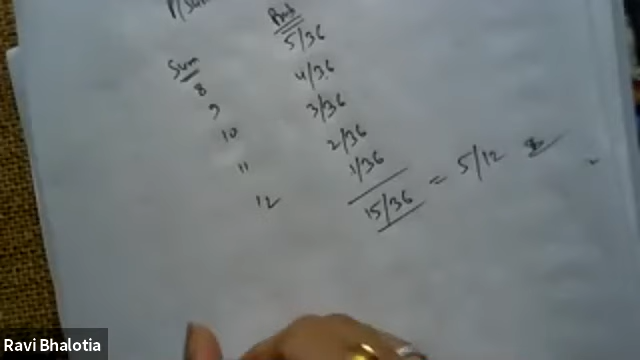 P(Sum
Sum Prob
8 5/36
9 4/36
10 3/36
11 2/36
12 1/36
15/36 = 5/12
Ravi Bhalotia